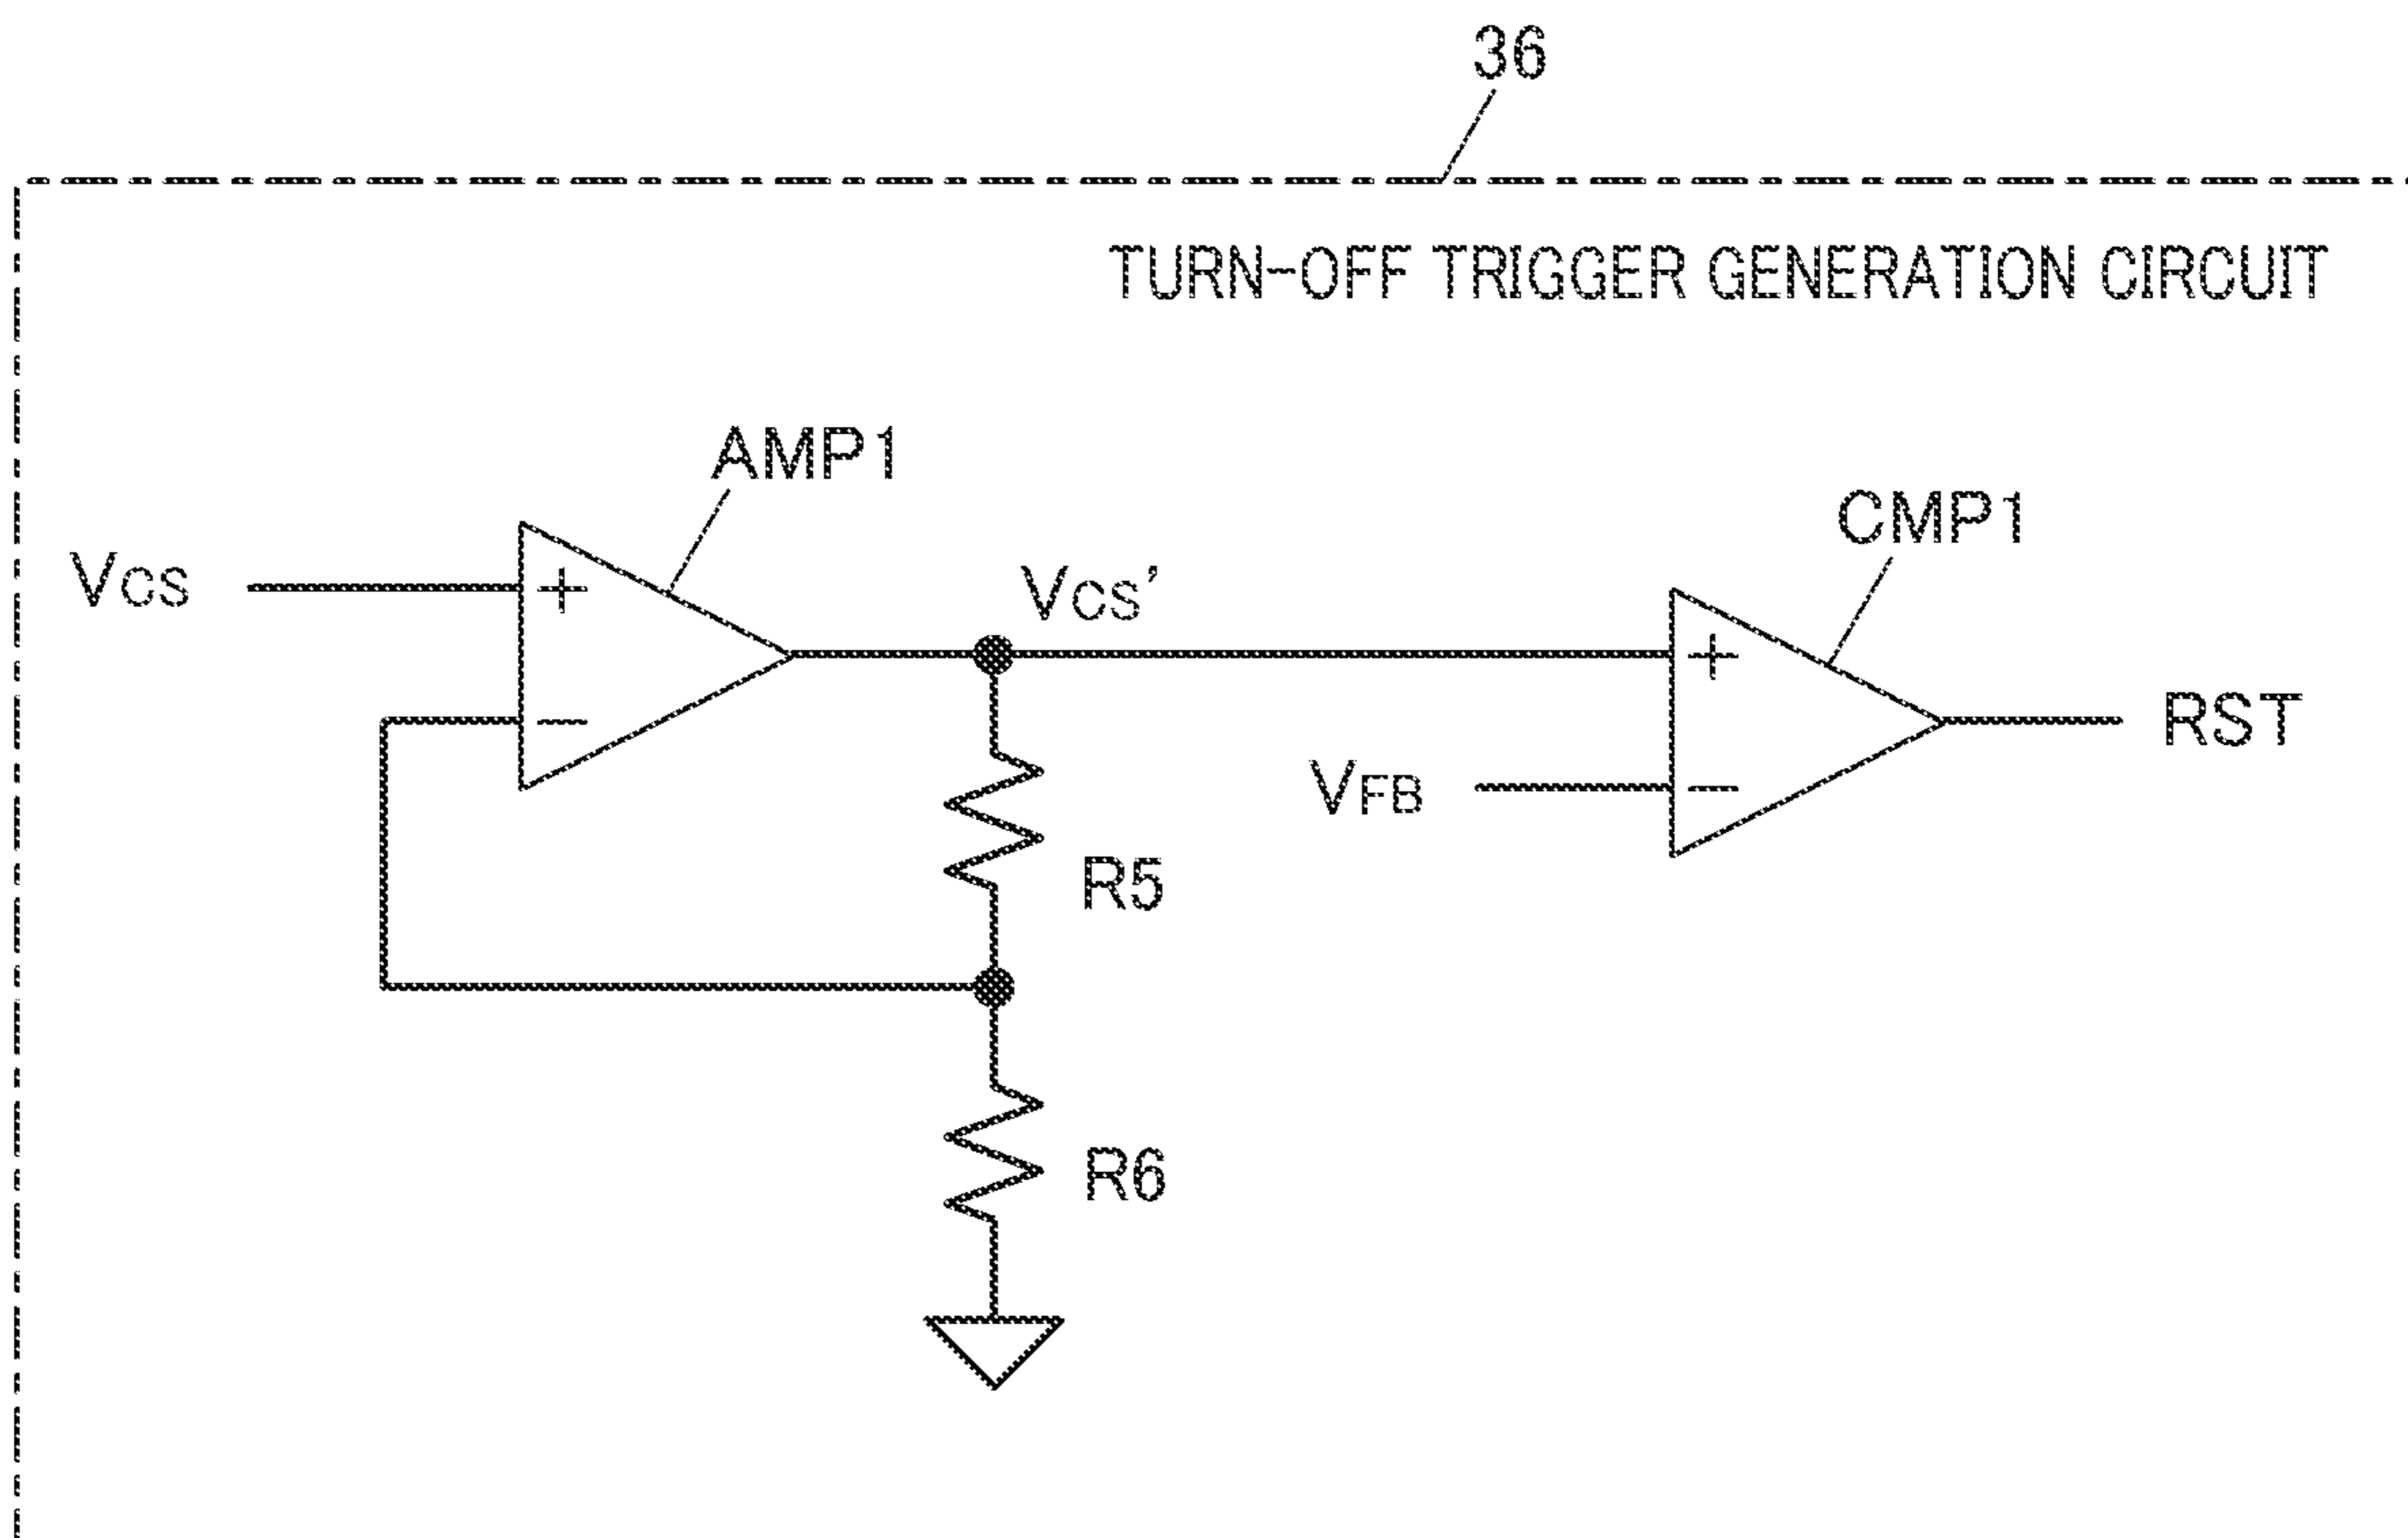 36
TURN-OFF TRIGGER GENERATION CIRCUIT
AMP1
CMP1
VCS
+
−
VCS’
+
−
RST
VFB
R5
R6